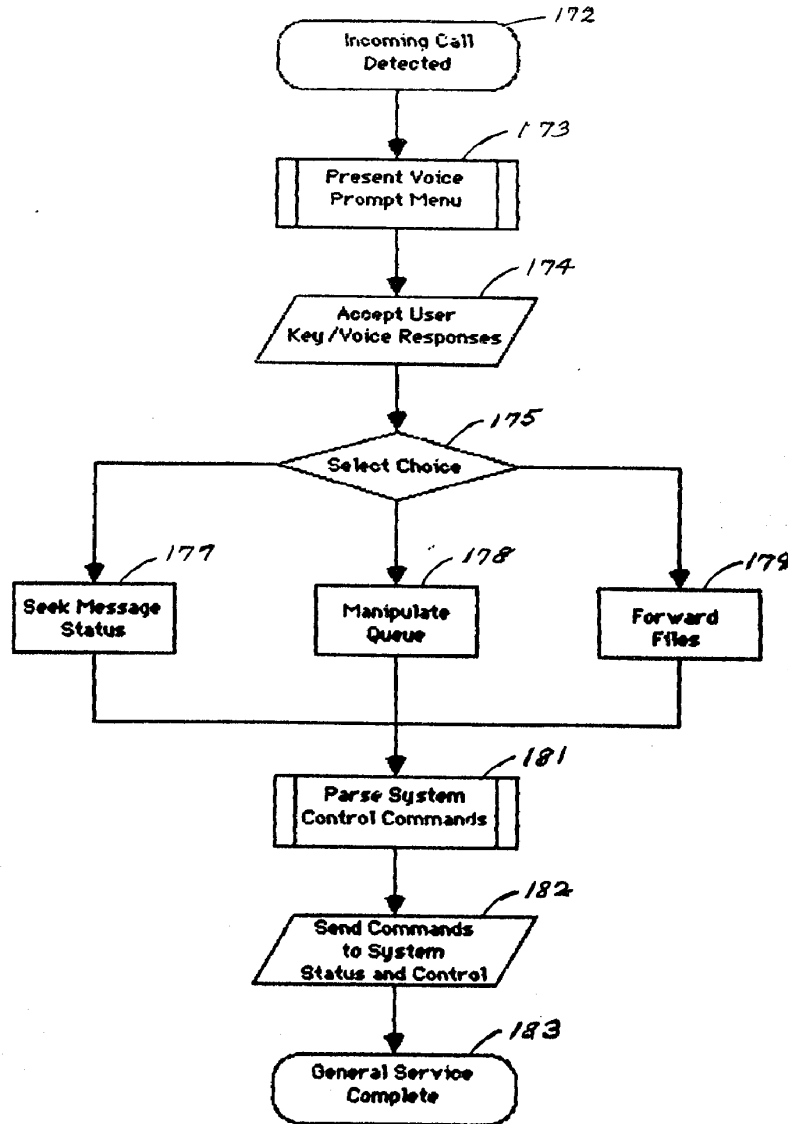 172
Incoming Call
Detected
173
Present Voice
Prompt Menu
174
Accept User
Key/Voice Responses
175
Select Choice
177
Seek Message
Status
178
Manipulate
Queue
179
Forward
Files
181
Parse System
Control Commands
182
Send Commands
to System
Status and Control
183
General Service
Complete